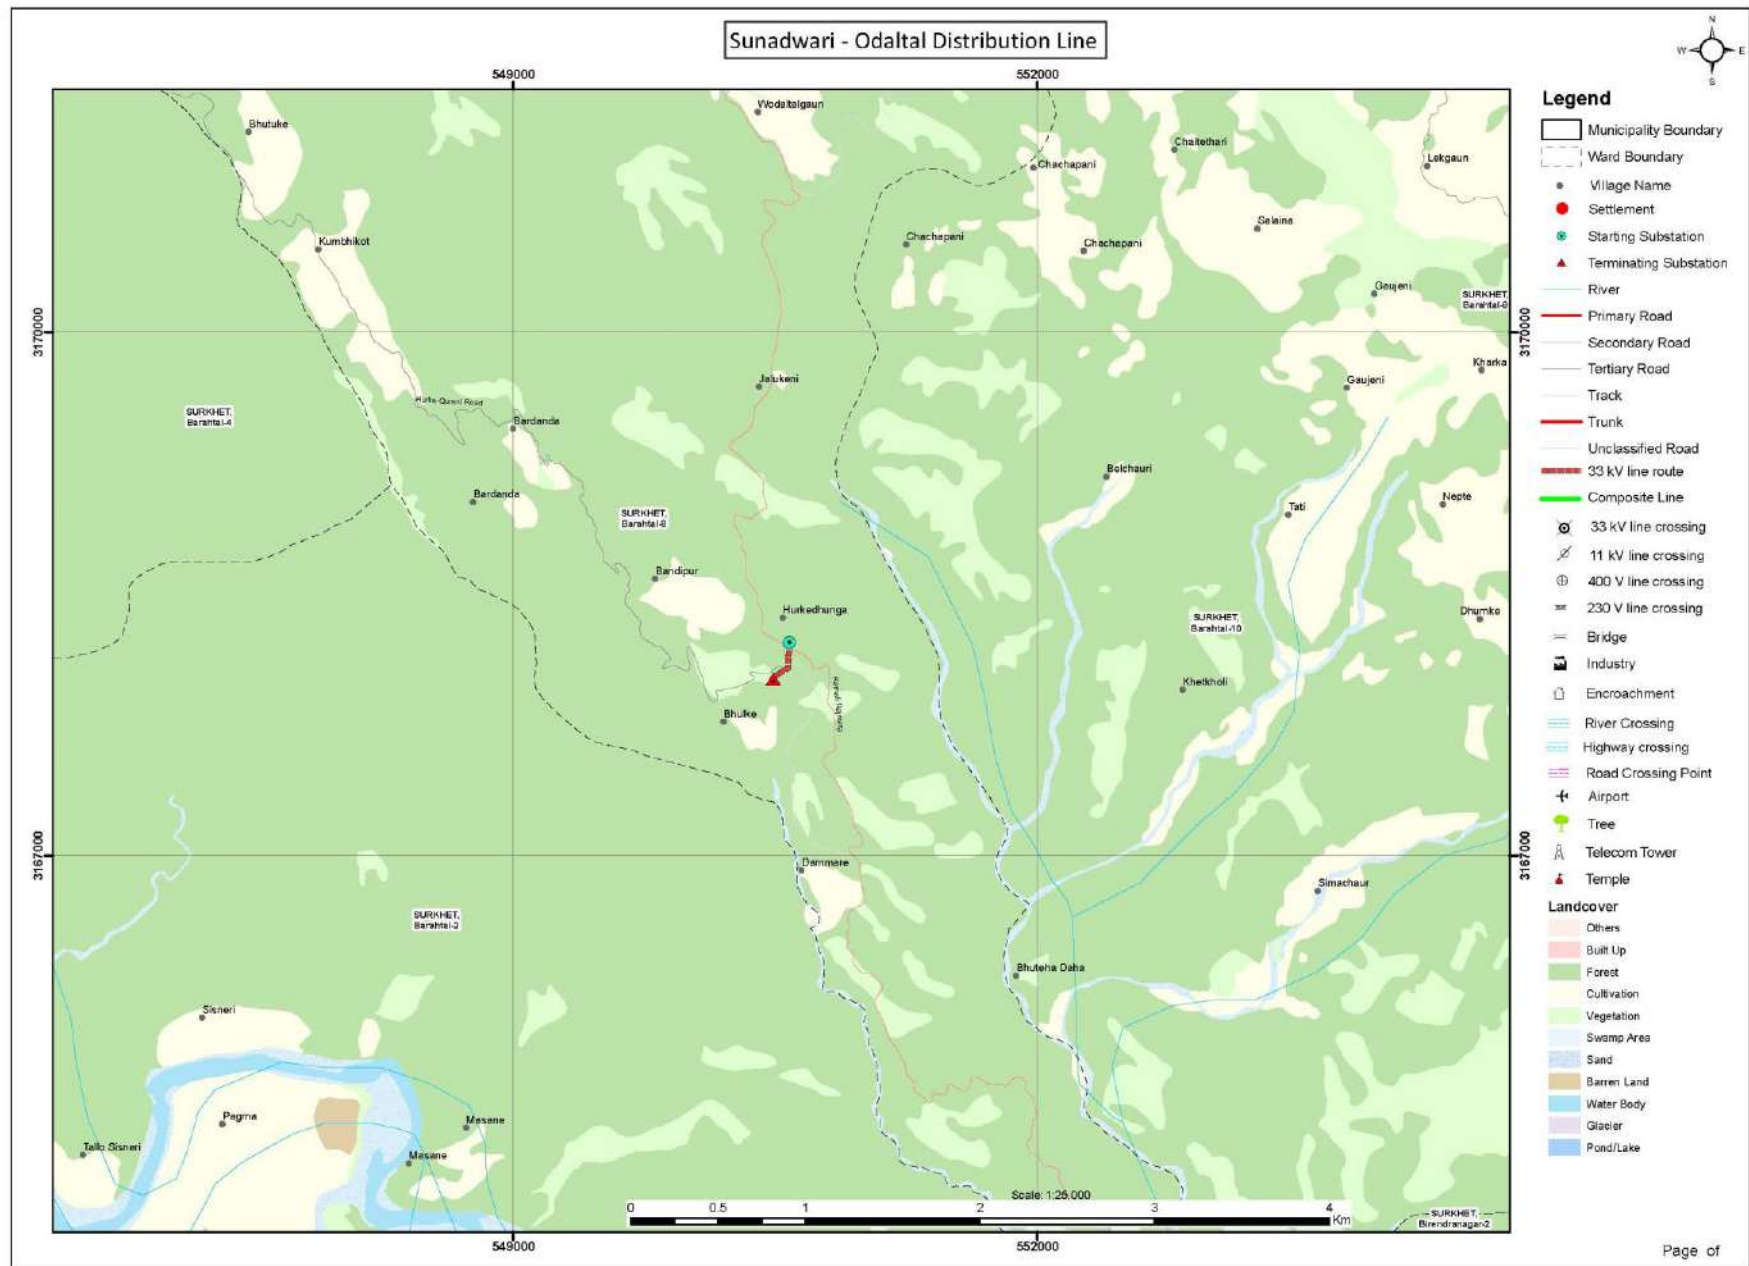 Sunadwari - Odaltal Distribution Line
N
W
E
S
549000
552000
Wodaltalgaun
Bhutuke
Chaitethari
Lekgaun
Chachapani
Salaina
Kumbhikot
Chachapani
Chachapani
Gaujeni
SURKHET,
Barahtal-9
3170000
3170000
Kharka
Jalukeni
Gaujeni
SURKHET,
Barahtal-4
Bardanda
Belchauri
Bardanda
Nepte
Tati
SURKHET,
Barahtal-8
Bandipur
Hurkedhunga
Dhumke
SURKHET,
Barahtal-10
Khetkholi
Bhulke
3167000
3167000
Dammare
Simachaur
SURKHET,
Barahtal-2
Bhuteha Daha
Sisneri
Pagma
Masane
Tallo Sisneri
Masane
Scale: 1:25,000
0
0.5
1
2
3
4
Km
SURKHET,
Birendranagar-2
549000
552000
Legend
Municipality Boundary
Ward Boundary
Village Name
Settlement
Starting Substation
Terminating Substation
River
Primary Road
Secondary Road
Tertiary Road
Track
Trunk
Unclassified Road
33 kV line route
Composite Line
33 kV line crossing
11 kV line crossing
400 V line crossing
230 V line crossing
Bridge
Industry
Encroachment
River Crossing
Highway crossing
Road Crossing Point
Airport
Tree
Telecom Tower
Temple
Landcover
Others
Built Up
Forest
Cultivation
Vegetation
Swamp Area
Sand
Barren Land
Water Body
Glacier
Pond/Lake
Page of